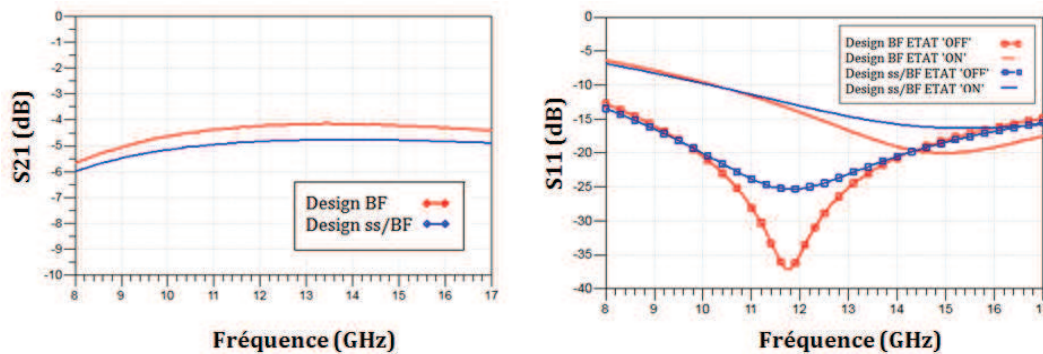 0
-1
-2
-3
-4
-5
-6
-7
-8
-9
-10
S21 (dB)
Design BF
Design ss/BF
8 9 10 11 12 13 14 15 16 17
Fréquence (GHz)
0
-5
-10
-15
-20
-25
-30
-35
-40
S11 (dB)
Design BF ETAT 'OFF'
Design BF ETAT 'ON'
Design ss/BF ETAT 'OFF'
Design ss/BF ETAT 'ON'
8 9 10 11 12 13 14 15 16 17
Fréquence (GHz)